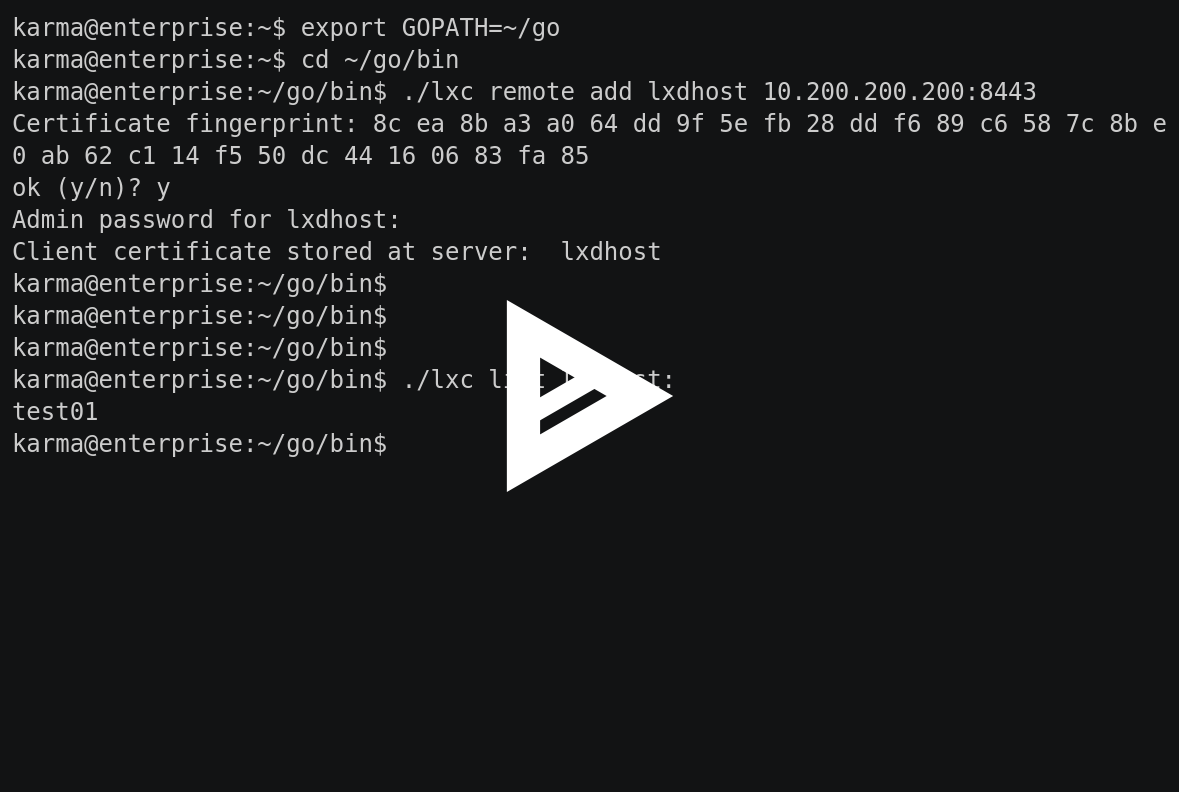 karma@enterprise:~$ export GOPATH=~/go
karma@enterprise:~$ cd ~/go/bin
karma@enterprise:~/go/bin$ ./lxc remote add lxdhost 10.200.200.200:8443
Certificate fingerprint: 8c ea 8b a3 a0 64 dd 9f 5e fb 28 dd f6 89 c6 58 7c 8b e
0 ab 62 c1 14 f5 50 dc 44 16 06 83 fa 85
ok (y/n)? y
Admin password for lxdhost:
Client certificate stored at server:  lxdhost
karma@enterprise:~/go/bin$
karma@enterprise:~/go/bin$
karma@enterprise:~/go/bin$
karma@enterprise:~/go/bin$ ./lxc
test01
karma@enterprise:~/go/bin$